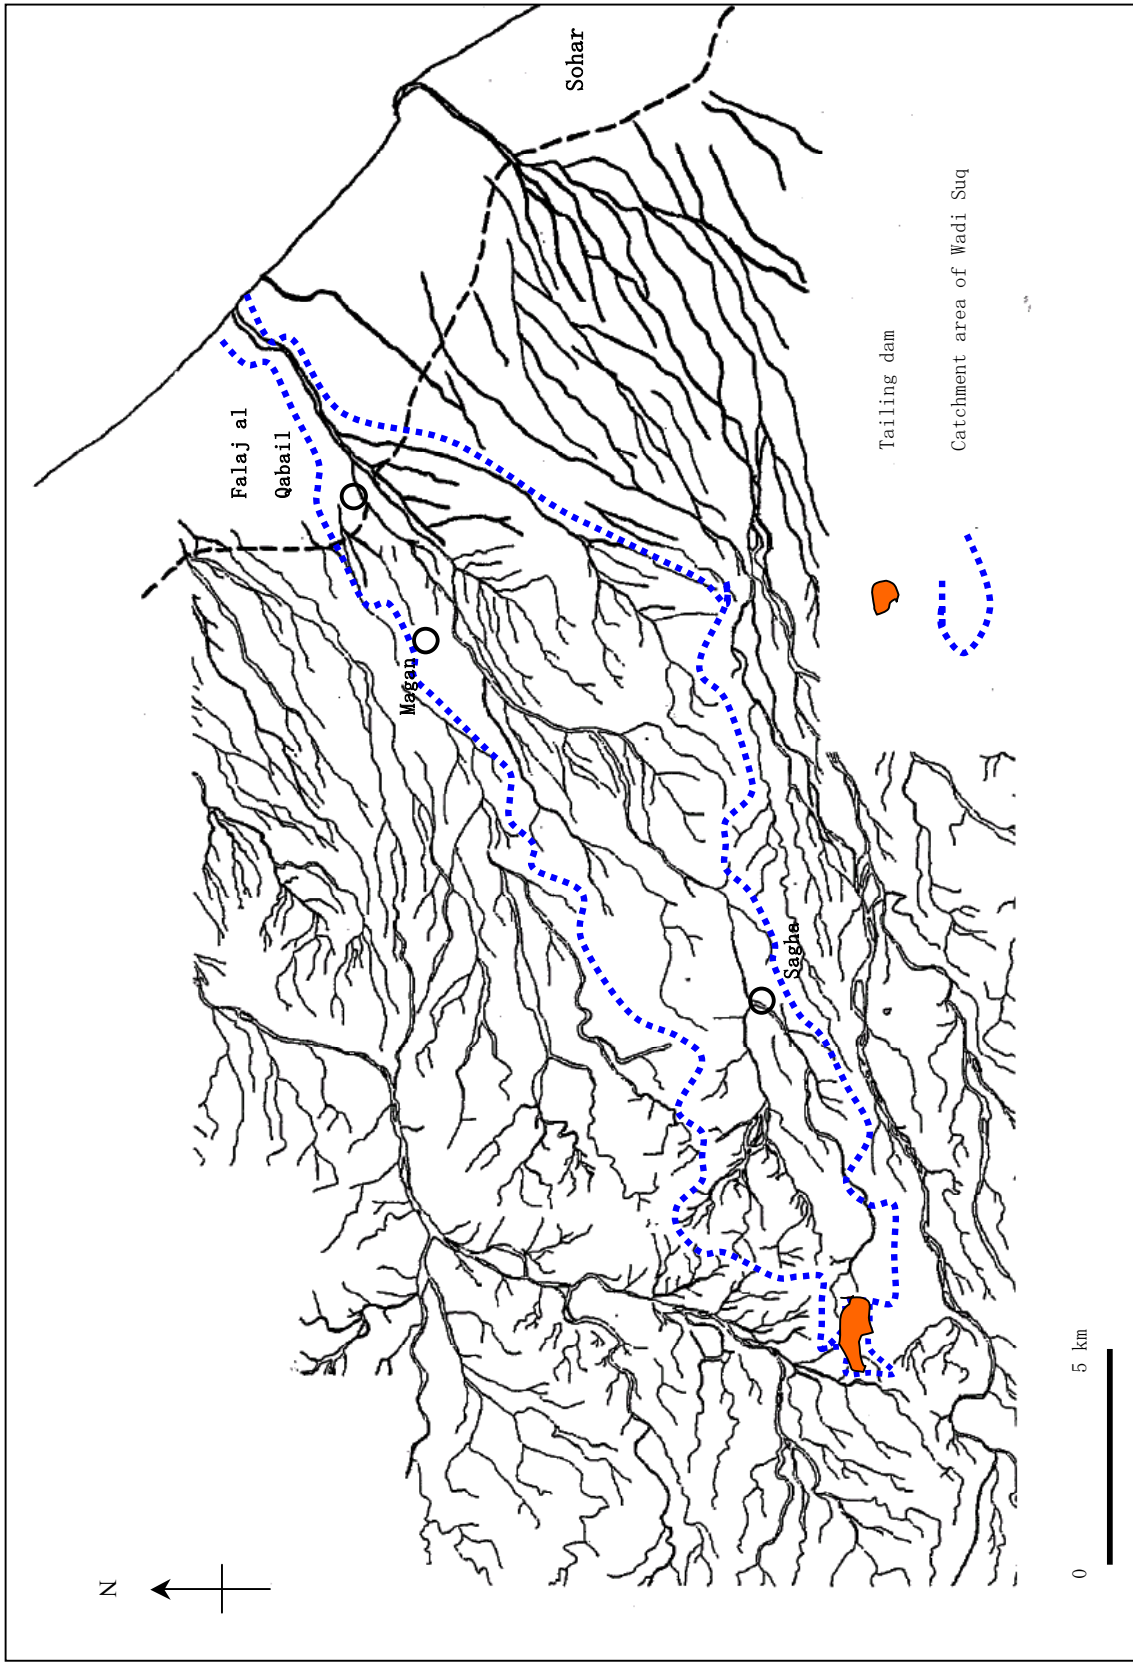 N
Sohar
Falaj al
Qabail
Magan
Sagha
Tailing dam
Catchment area of Wadi Suq
0
5 km